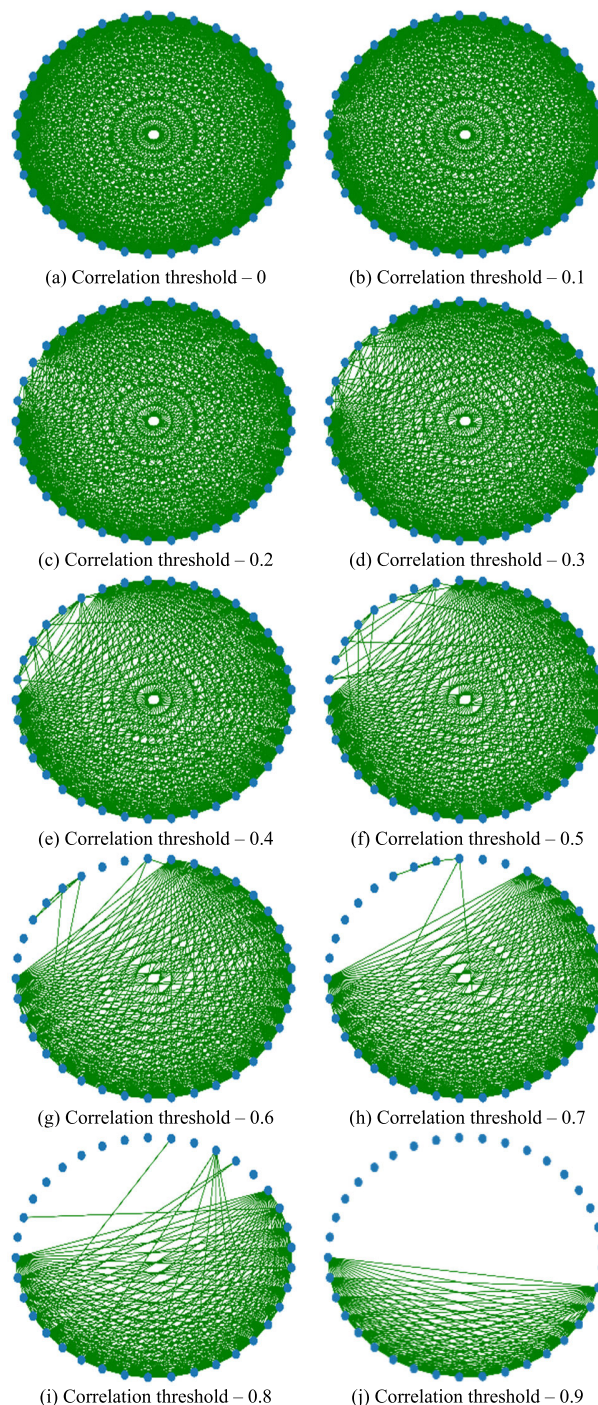 (a) Correlation threshold – 0
(b) Correlation threshold – 0.1
(c) Correlation threshold – 0.2
(d) Correlation threshold – 0.3
(e) Correlation threshold – 0.4
(f) Correlation threshold – 0.5
(g) Correlation threshold – 0.6
(h) Correlation threshold – 0.7
(i) Correlation threshold – 0.8
(j) Correlation threshold – 0.9